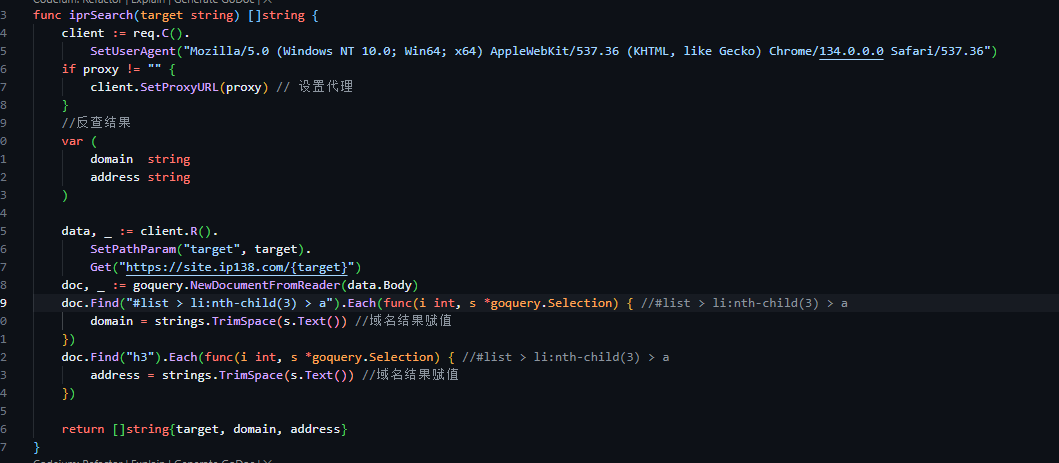 Codeium: Refactor | Explain | Generate GoDoc | X
3 func iprSearch(target string) []string {
4 client := req.C().
5 SetUserAgent("Mozilla/5.0 (Windows NT 10.0; Win64; x64) AppleWebKit/537.36 (KHTML, like Gecko) Chrome/134.0.0.0 Safari/537.36")
6 if proxy != "" {
7 client.SetProxyURL(proxy) // 设置代理
8 }
9 //反查结果
0 var (
1 domain string
2 address string
3 )
4
5 data, _ := client.R().
6 SetPathParam("target", target).
7 Get("https://site.ip138.com/{target}")
8 doc, _ := goquery.NewDocumentFromReader(data.Body)
9 doc.Find("#list > li:nth-child(3) > a").Each(func(i int, s *goquery.Selection) { //#list > li:nth-child(3) > a
0 domain = strings.TrimSpace(s.Text()) //域名结果赋值
1 })
2 doc.Find("h3").Each(func(i int, s *goquery.Selection) { //#list > li:nth-child(3) > a
3 address = strings.TrimSpace(s.Text()) //域名结果赋值
4 })
5
6 return []string{target, domain, address}
7 }
Codeium: Refactor | Explain | Generate GoDoc | X